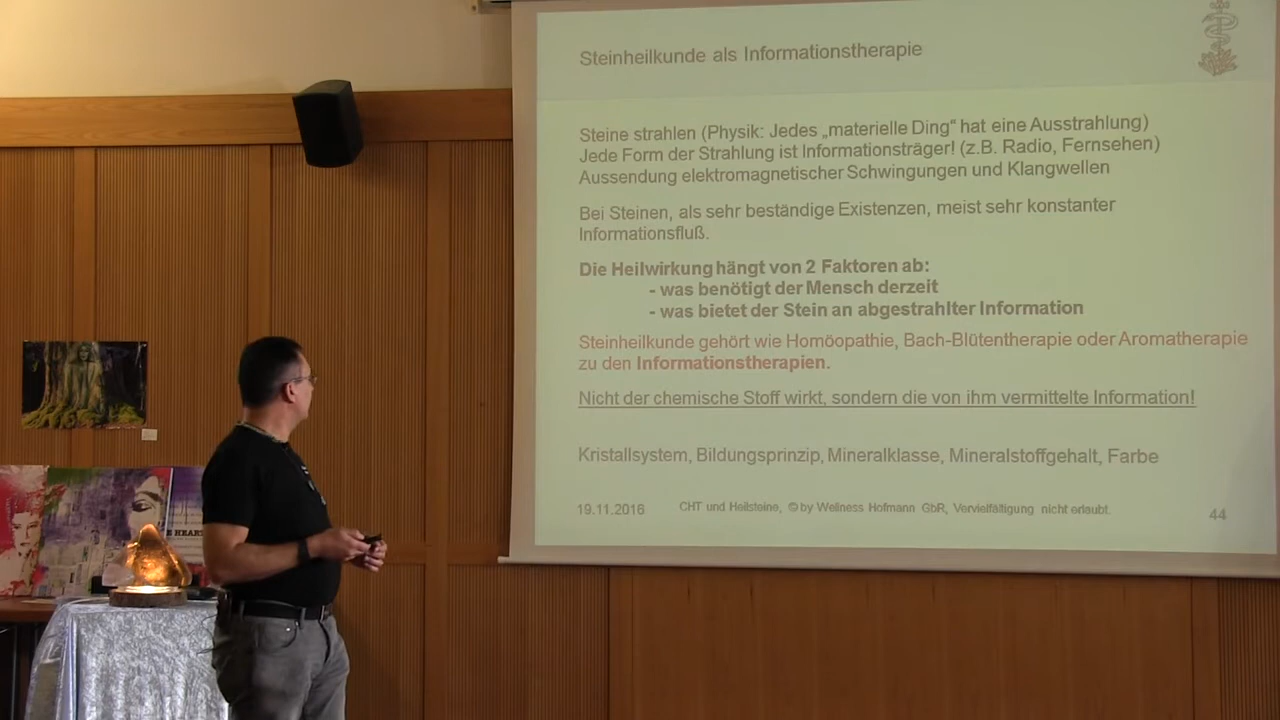 Steinheilkunde als Informationstherapie
Steine strahlen (Physik: Jedes „materielle Ding“ hat eine Ausstrahlung)
Jede Form der Strahlung ist Informationsträger! (z.B. Radio, Fernsehen)
Aussendung elektromagnetischer Schwingungen und Klangwellen
Bei Steinen, als sehr beständige Existenzen, meist sehr konstanter
Informationsfluß.
Die Heilwirkung hängt von 2 Faktoren ab:
- was benötigt der Mensch derzeit
- was bietet der Stein an abgestrahlter Information
Steinheilkunde gehört wie Homöopathie, Bach-Blütentherapie oder Aromatherapie
zu den Informationstherapien.
Nicht der chemische Stoff wirkt, sondern die von ihm vermittelte Information!
Kristallsystem, Bildungsprinzip, Mineralklasse, Mineralstoffgehalt, Farbe
19.11.2016 CHT und Heilsteine, © by Wellness Hofmann GbR, Vervielfältigung nicht erlaubt. 44